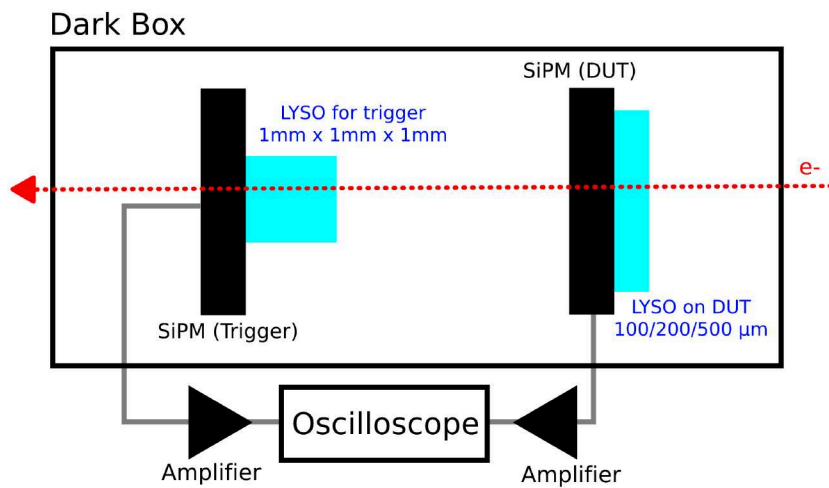 Dark Box
SiPM (DUT)
LYSO for trigger
1mm x 1mm x 1mm
e-
SiPM (Trigger)
LYSO on DUT
100/200/500 μm
Oscilloscope
Amplifier
Amplifier